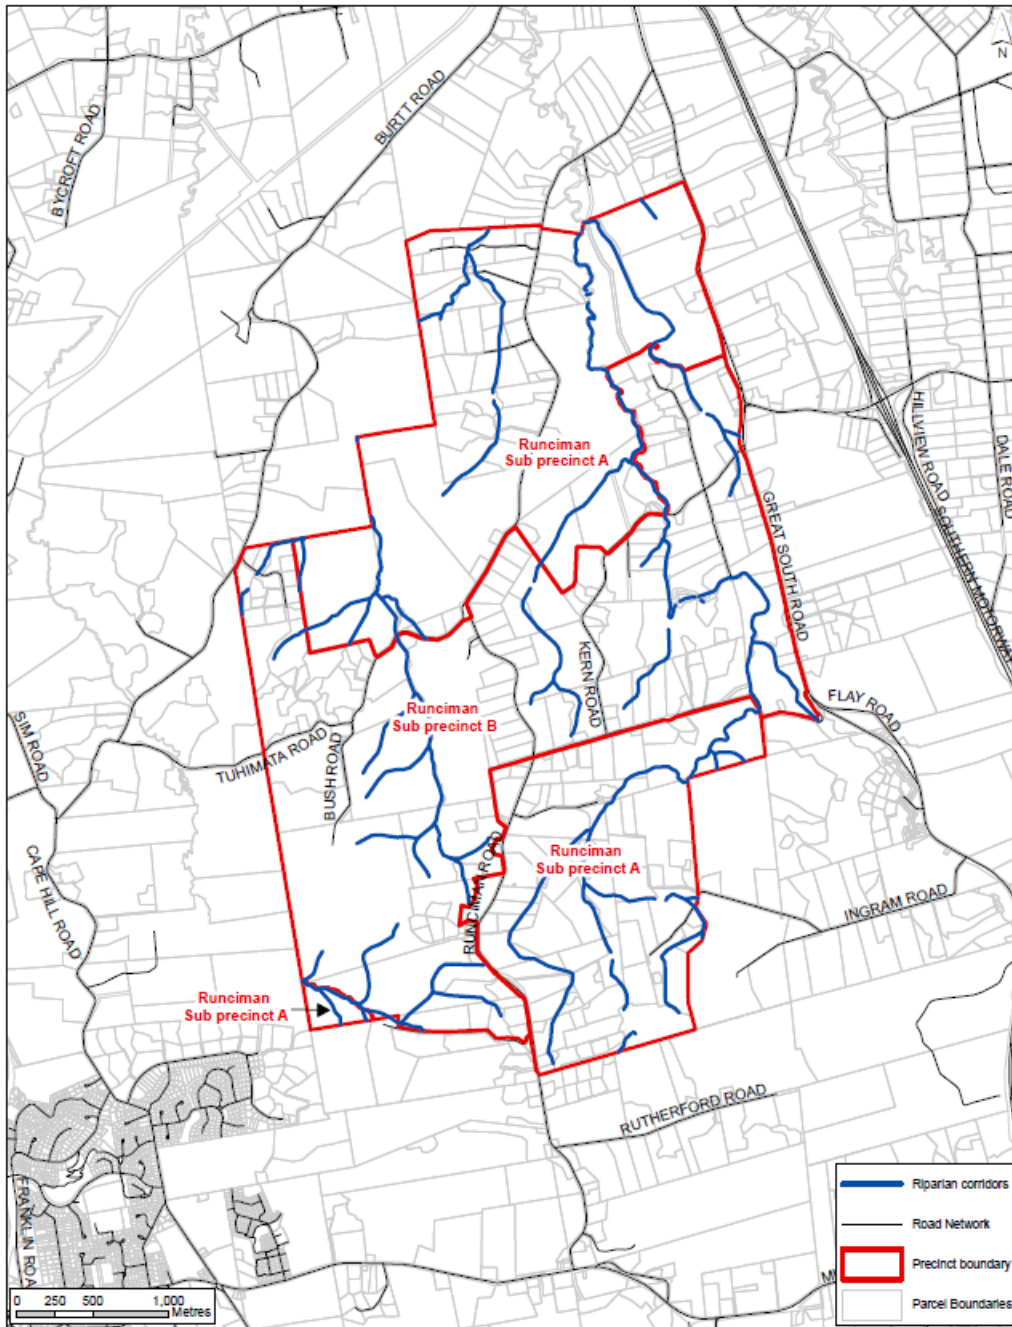 N
BURTT ROAD
BYCROFT ROAD
HILLVIEW ROAD
DALE ROAD
Runciman
Sub precinct A
GREAT SOUTH ROAD
SOUTHERN MOTORWAY
KERN ROAD
FLAY ROAD
Runciman
Sub precinct B
SIM ROAD
TUHIMATA ROAD
BUSH ROAD
RUNCIMAN ROAD
Runciman
Sub precinct A
CAPE HILL ROAD
INGRAM ROAD
Runciman
Sub precinct A
RUTHERFORD ROAD
FRANKLIN ROA
Riparian corridors
Road Network
Precinct boundary
Parcel Boundaries
0 250 500 1,000
Metres